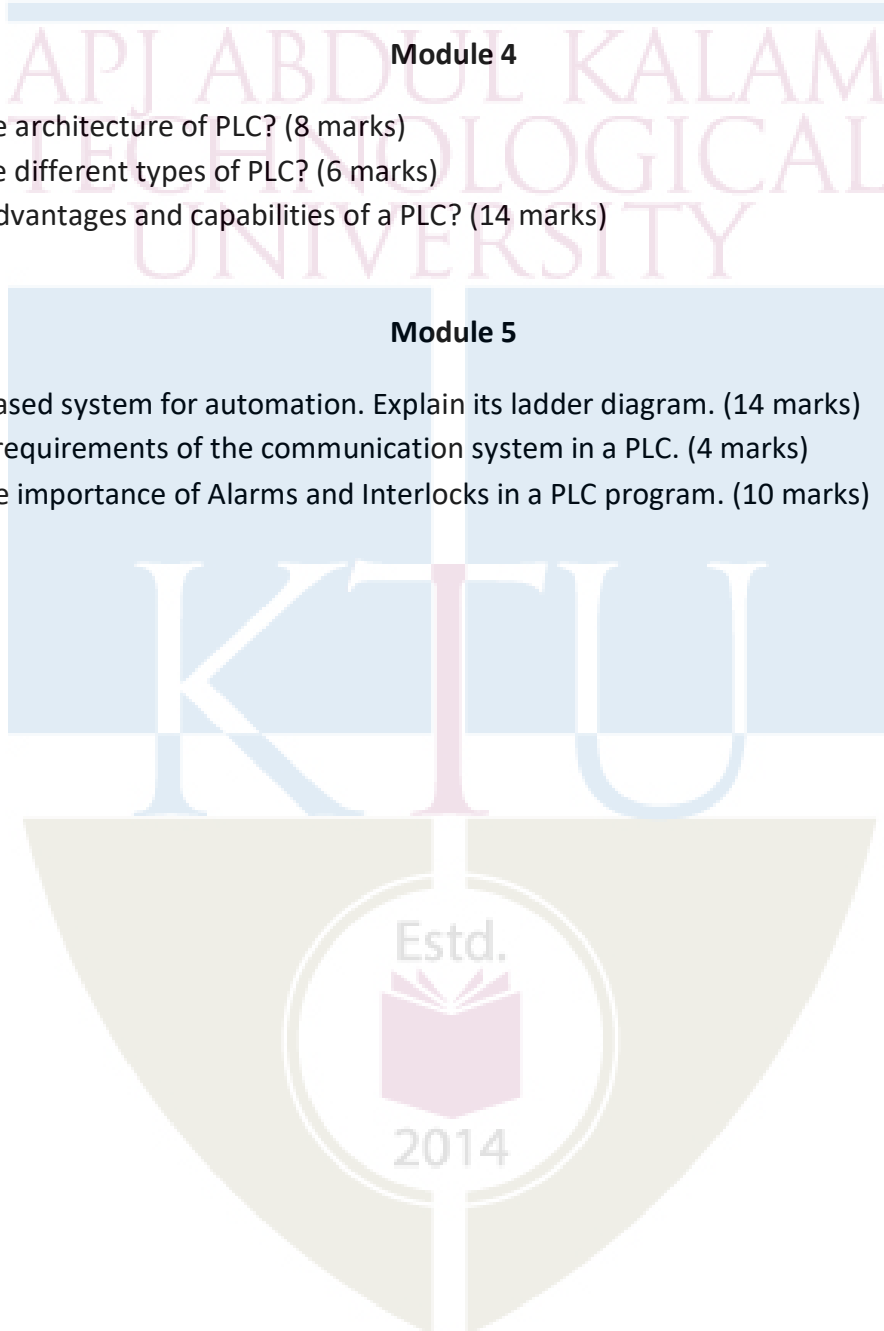 APJ ABDUL KALAM
Module 4
e architecture of PLC? (8 marks)
TECHNOLOGICAL
e different types of PLC? (6 marks)
dvantages and capabilities of a PLC? (14 marks)
UNIVERSITY
Module 5
ased system for automation. Explain its ladder diagram. (14 marks)
requirements of the communication system in a PLC. (4 marks)
e importance of Alarms and Interlocks in a PLC program. (10 marks)
KTU
Estd.
2014